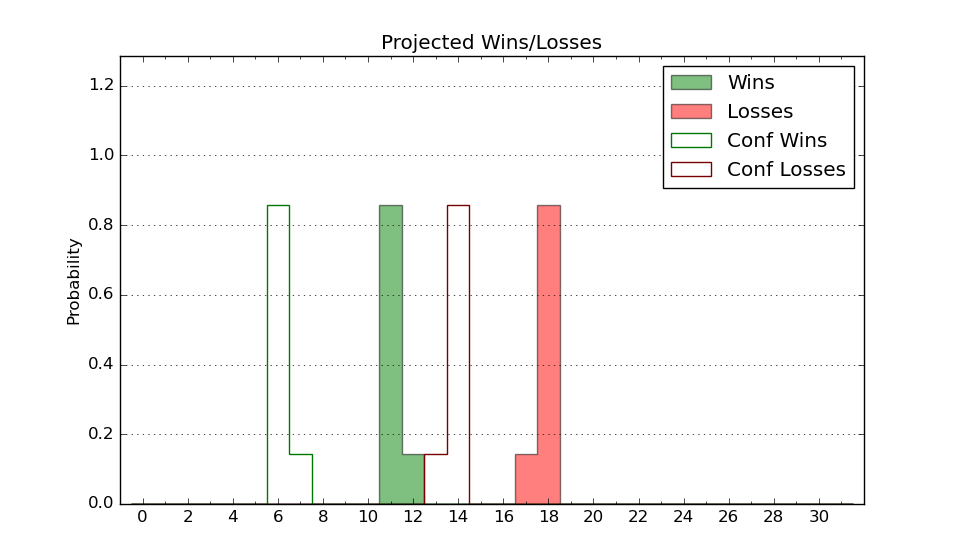 Projected Wins/Losses
Wins
Losses
Conf Wins
Conf Losses
Probability
1.2
1.0
0.8
0.6
0.4
0.2
0.0
0 2 4 6 8 10 12 14 16 18 20 22 24 26 28 30